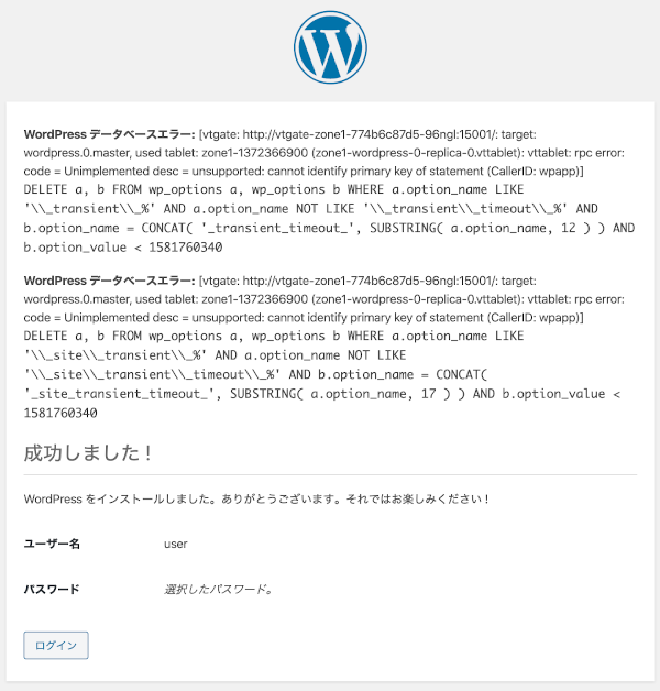 WordPress データベースエラー: [vtgate: http://vtgate-zone1-774b6c87d5-96ngl:15001/: target:
wordpress.0.master, used tablet: zone1-1372366900 (zone1-wordpress-0-replica-0.vttablet): vttablet: rpc error:
code = Unimplemented desc = unsupported: cannot identify primary key of statement (CallerID: wpapp)]
DELETE a, b FROM wp_options a, wp_options b WHERE a.option_name LIKE
'\\_transient\\_%' AND a.option_name NOT LIKE '\\_transient\\_timeout\\_%' AND
b.option_name = CONCAT( '_transient_timeout_', SUBSTRING( a.option_name, 12 ) ) AND
b.option_value < 1581760340
WordPress データベースエラー: [vtgate: http://vtgate-zone1-774b6c87d5-96ngl:15001/: target:
wordpress.0.master, used tablet: zone1-1372366900 (zone1-wordpress-0-replica-0.vttablet): vttablet: rpc error:
code = Unimplemented desc = unsupported: cannot identify primary key of statement (CallerID: wpapp)]
DELETE a, b FROM wp_options a, wp_options b WHERE a.option_name LIKE
'\\_site\\_transient\\_%' AND a.option_name NOT LIKE
'\\_site\\_transient\\_timeout\\_%' AND b.option_name = CONCAT(
'_site_transient_timeout_', SUBSTRING( a.option_name, 17 ) ) AND b.option_value <
1581760340
成功しました !
WordPress をインストールしました。ありがとうございます。それではお楽しみください !
ユーザー名 user
パスワード 選択したパスワード。
ログイン